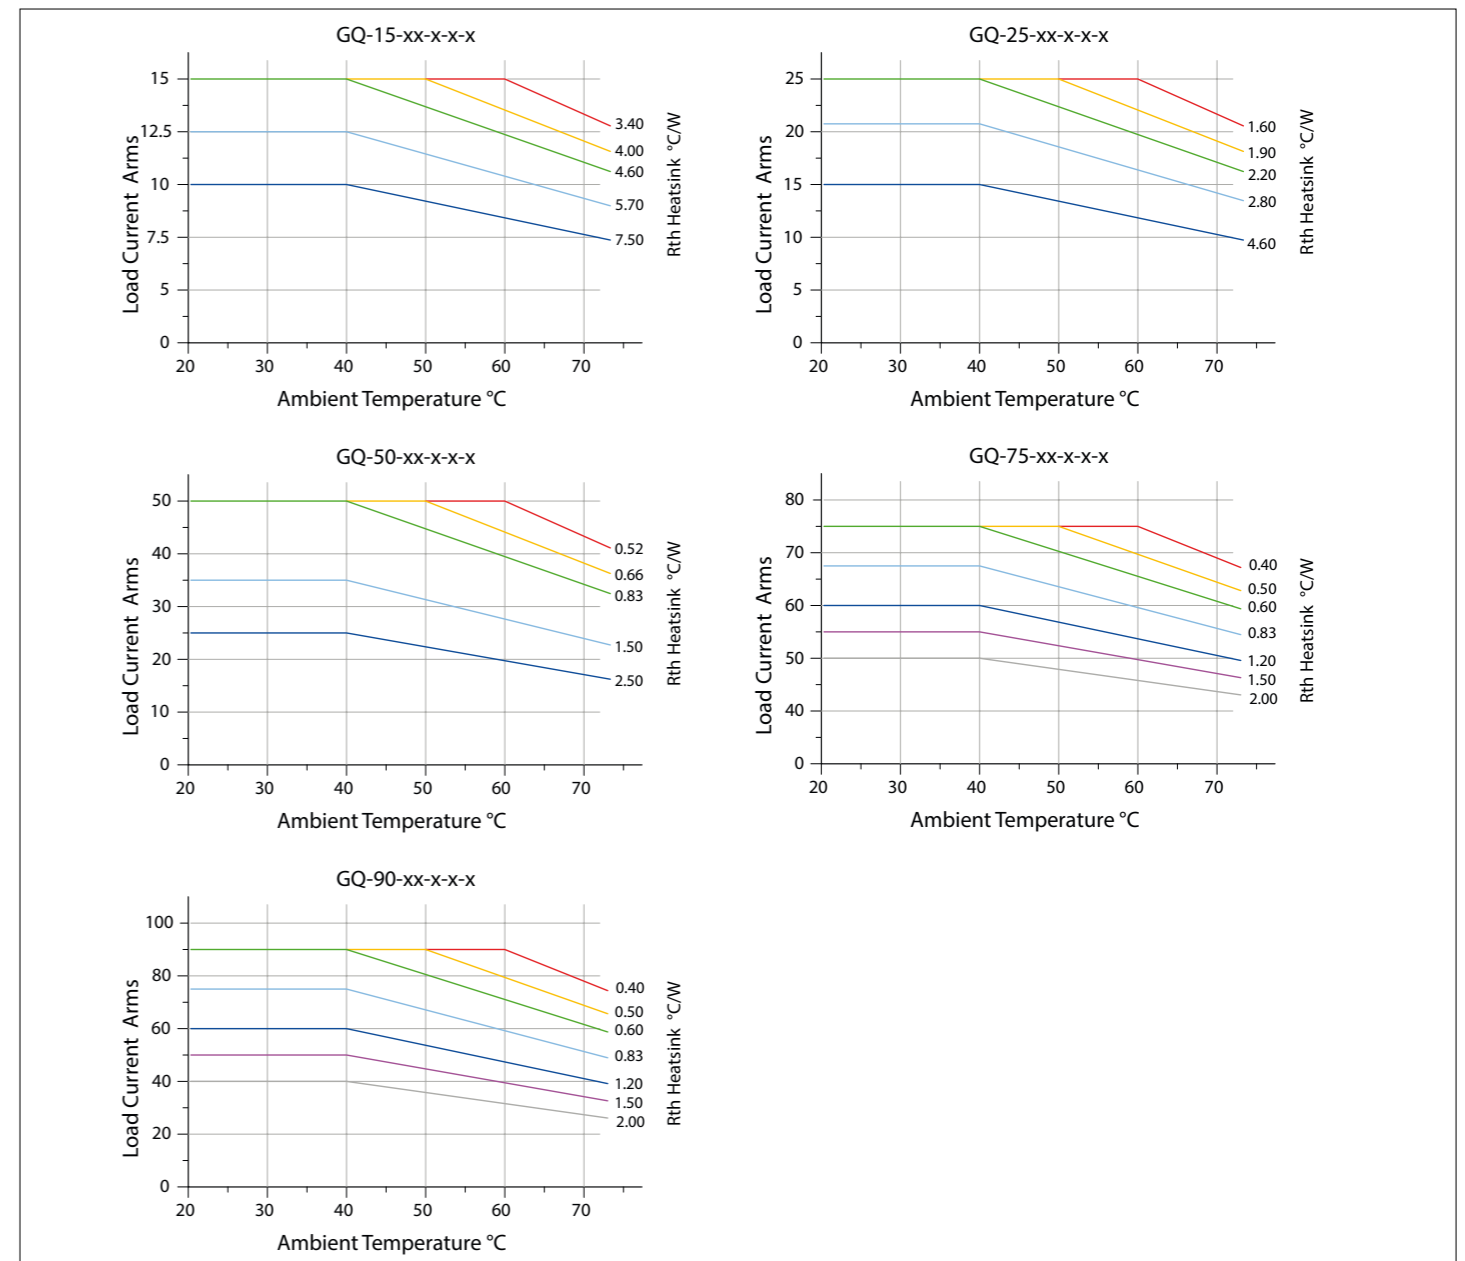 GQ-15-xx-x-x-x
15
12.5
10
7.5
5
0
Load Current Arms
20 30 40 50 60 70
Ambient Temperature °C
3.40
4.00
4.60
5.70
7.50
Rth Heatsink °C/W
GQ-25-xx-x-x-x
25
20
15
10
5
0
Load Current Arms
20 30 40 50 60 70
Ambient Temperature °C
1.60
1.90
2.20
2.80
4.60
Rth Heatsink °C/W
GQ-50-xx-x-x-x
50
40
30
20
10
0
Load Current Arms
20 30 40 50 60 70
Ambient Temperature °C
0.52
0.66
0.83
1.50
2.50
Rth Heatsink °C/W
GQ-75-xx-x-x-x
80
70
60
50
40
0
Load Current Arms
20 30 40 50 60 70
Ambient Temperature °C
0.40
0.50
0.60
0.83
1.20
1.50
2.00
Rth Heatsink °C/W
GQ-90-xx-x-x-x
100
80
60
40
20
0
Load Current Arms
20 30 40 50 60 70
Ambient Temperature °C
0.40
0.50
0.60
0.83
1.20
1.50
2.00
Rth Heatsink °C/W